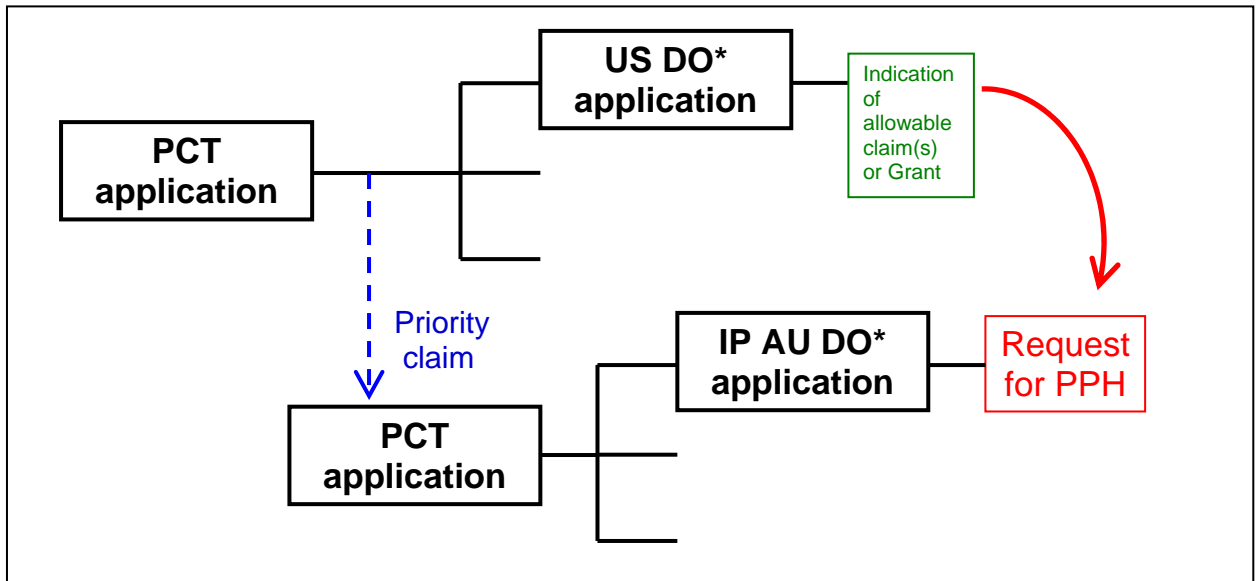 US DO*
application
Indication
of
allowable
claim(s)
or Grant
PCT
application
Priority
claim
IP AU DO*
application
Request
for PPH
PCT
application